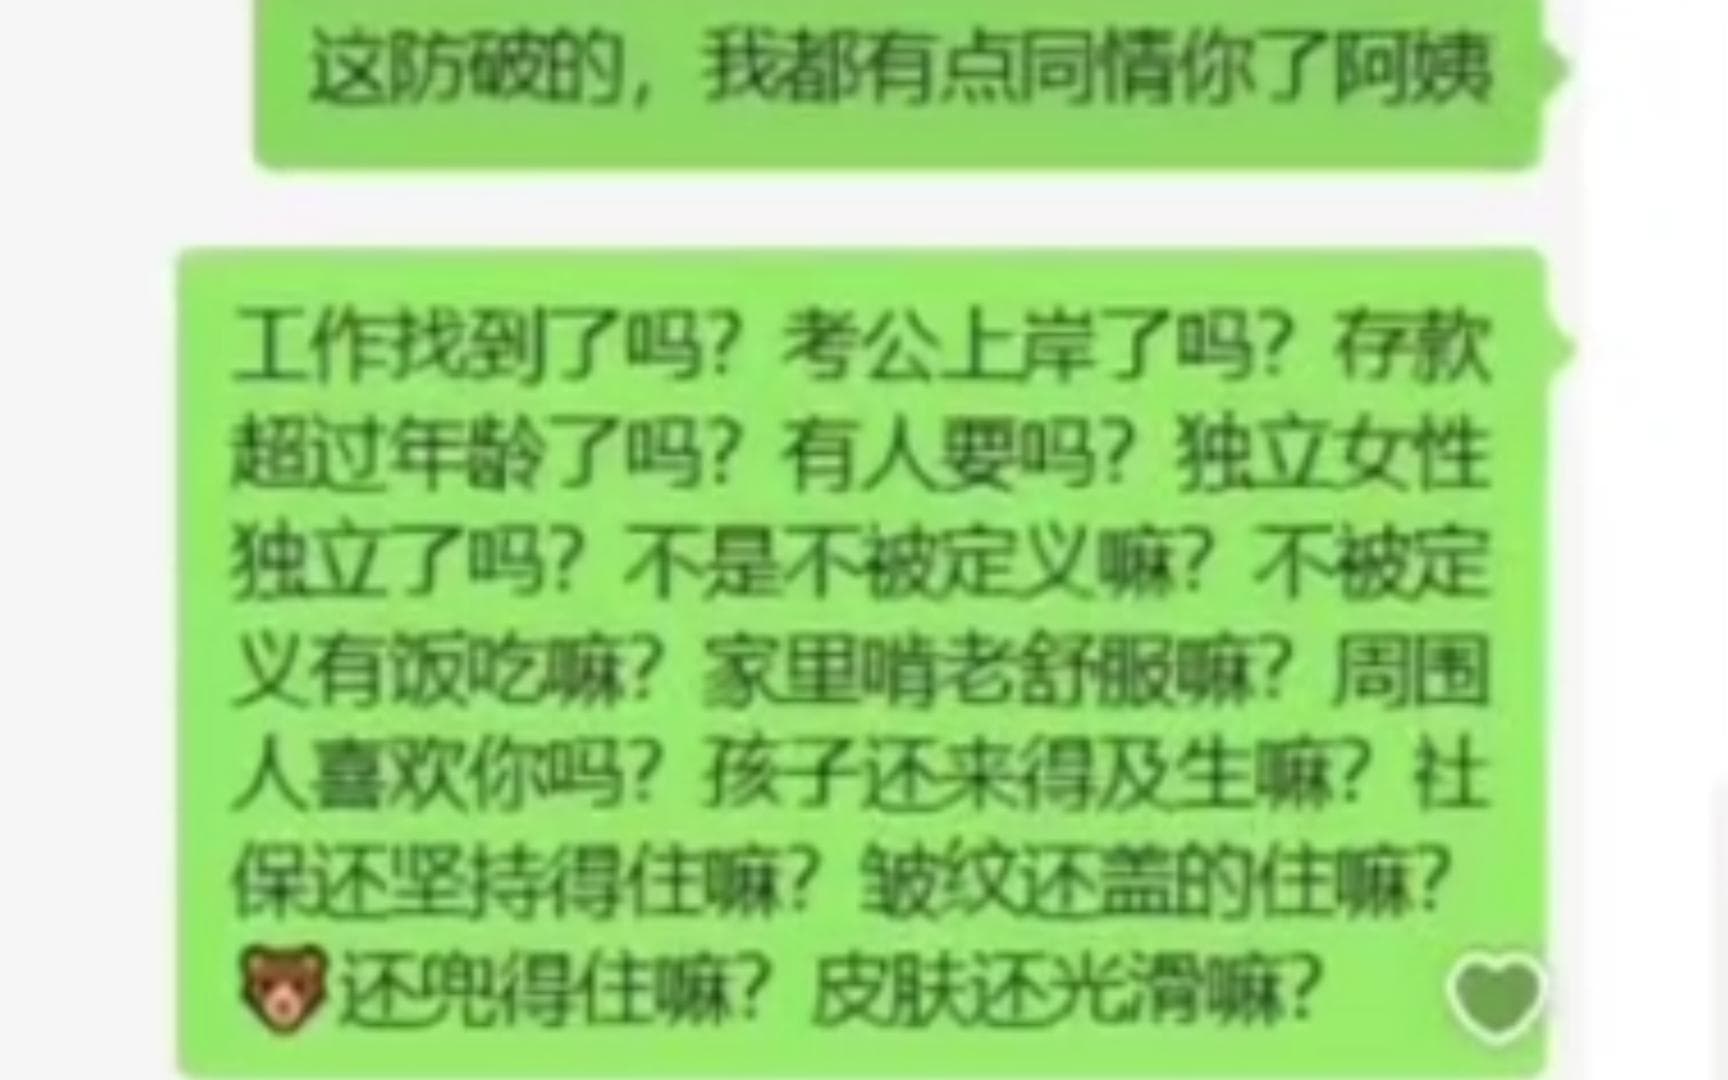 这防破的，我都有点同情你了阿姨
工作找到了吗？考公上岸了吗？存款
超过年龄了吗？有人要吗？独立女性
独立了吗？不是不被定义嘛？不被定
义有饭吃嘛？家里啃老舒服嘛？周围
人喜欢你吗？孩子还来得及生嘛？社
保还坚持得住嘛？皱纹还盖的住嘛？
🐻还兜得住嘛？皮肤还光滑嘛？